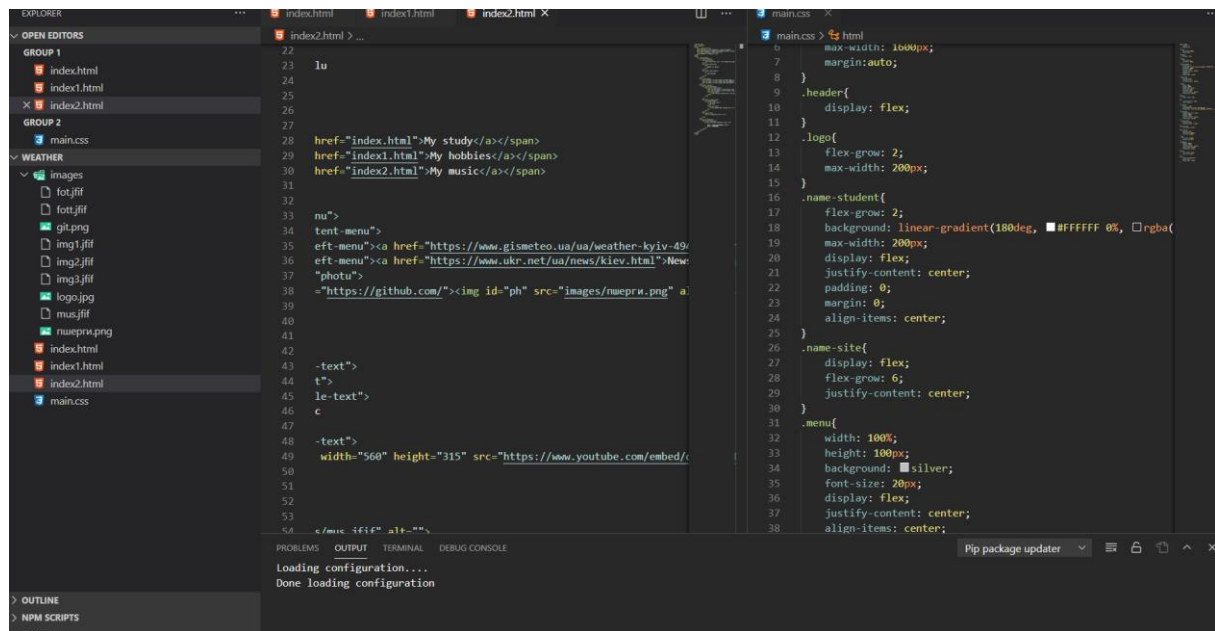 EXPLORER ...
OPEN EDITORS
GROUP 1
index.html
index1.html
index2.html
GROUP 2
main.css
WEATHER
images
fot.jfif
fott.jfif
git.png
img1.jfif
img2.jfif
img3.jfif
logo.jpg
mus.jfif
пшерги.png
index.html
index1.html
index2.html
main.css
OUTLINE
NPM SCRIPTS
index.html index1.html index2.html
index2.html > ...
22
23 lu
24
25
26
27
28 href="index.html">My study</a></span>
29 href="index1.html">My hobbies</a></span>
30 href="index2.html">My music</a></span>
31
32
33 nu">
34 tent-menu">
35 eft-menu"><a href="https://www.gismeteo.ua/ua/weather-kyiv-494
36 eft-menu"><a href="https://www.ukr.net/ua/news/kiev.html">News
37 "photu">
38 ="https://github.com/"><img id="ph" src="images/пшерги.png" al
39
40
41
42
43 -text">
44 t">
45 le-text">
46 c
47
48 -text">
49 width="560" height="315" src="https://www.youtube.com/embed/
50
51
52
53
54 s/mus.jfif" alt="">
main.css
main.css > html
6 max-width: 1600px;
7 margin:auto;
8 }
9 .header{
10 display: flex;
11 }
12 .logo{
13 flex-grow: 2;
14 max-width: 200px;
15 }
16 .name-student{
17 flex-grow: 2;
18 background: linear-gradient(180deg, #FFFFFF 0%, rgba(
19 max-width: 200px;
20 display: flex;
21 justify-content: center;
22 padding: 0;
23 margin: 0;
24 align-items: center;
25 }
26 .name-site{
27 display: flex;
28 flex-grow: 6;
29 justify-content: center;
30 }
31 .menu{
32 width: 100%;
33 height: 100px;
34 background: silver;
35 font-size: 20px;
36 display: flex;
37 justify-content: center;
38 align-items: center;
PROBLEMS OUTPUT TERMINAL DEBUG CONSOLE Pip package updater
Loading configuration....
Done loading configuration